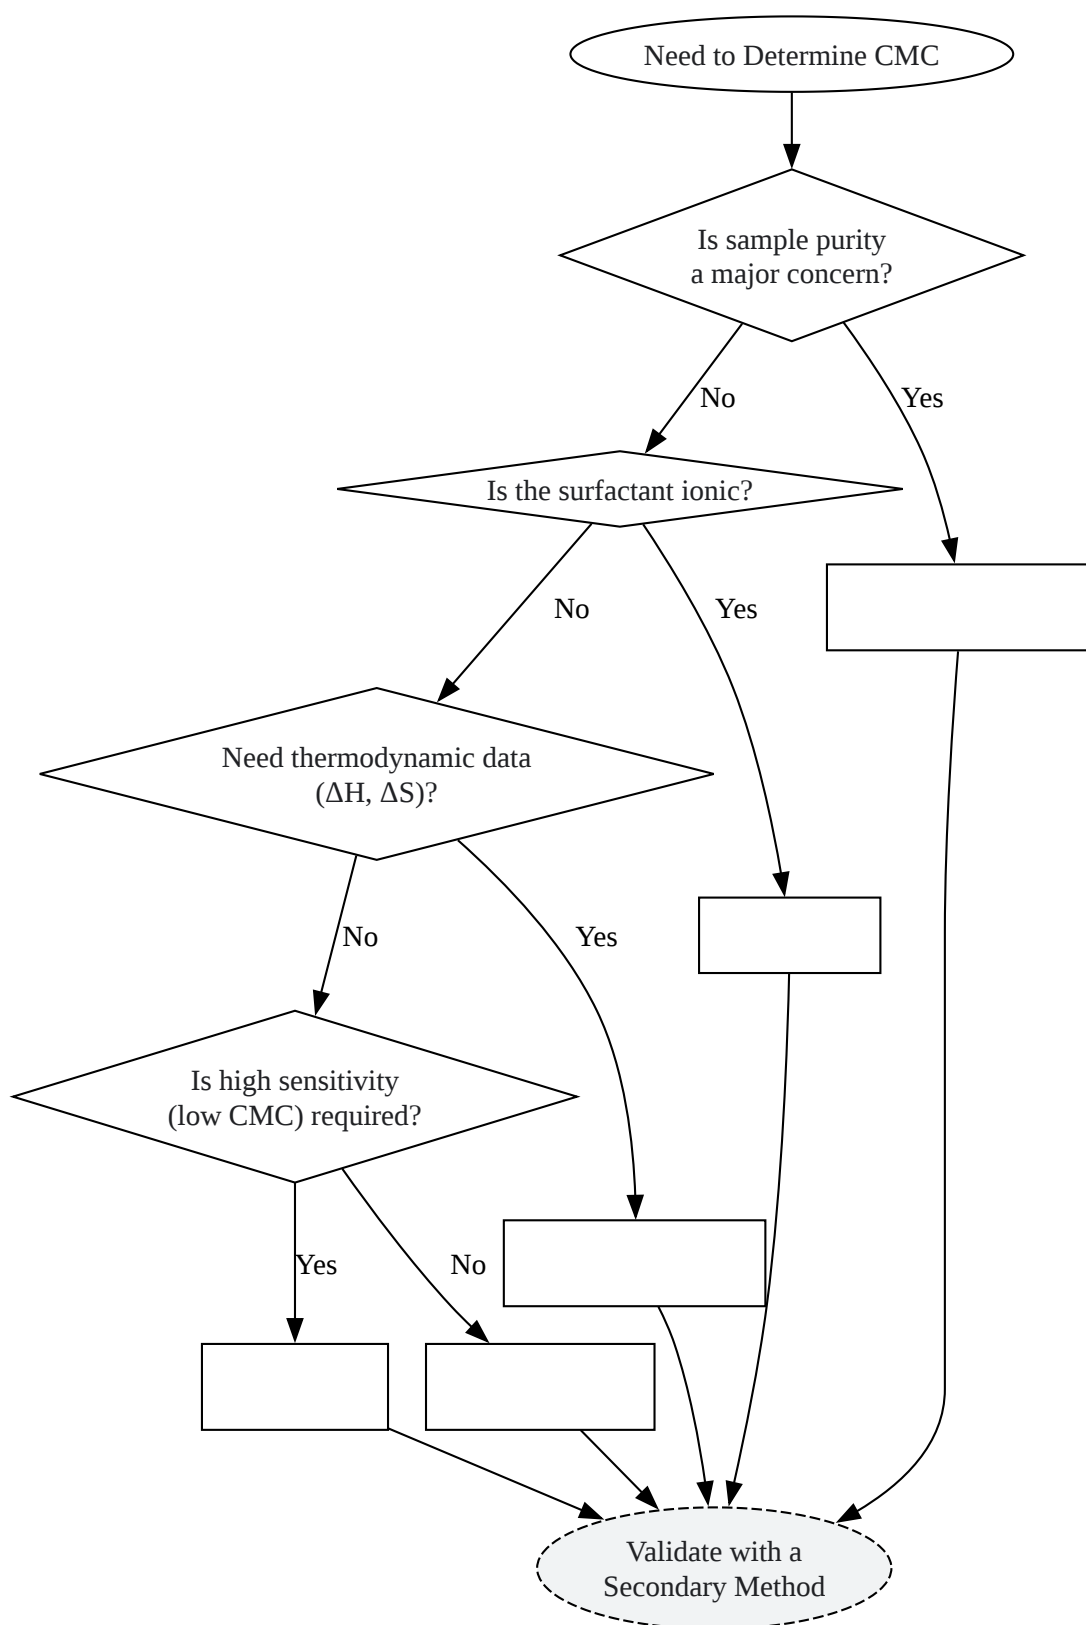 Need to Determine CMC
Is sample purity
a major concern?
No
Yes
Is the surfactant ionic?
No
Yes
Need thermodynamic data
(ΔH, ΔS)?
No
Yes
Is high sensitivity
(low CMC) required?
Yes
No
Validate with a
Secondary Method